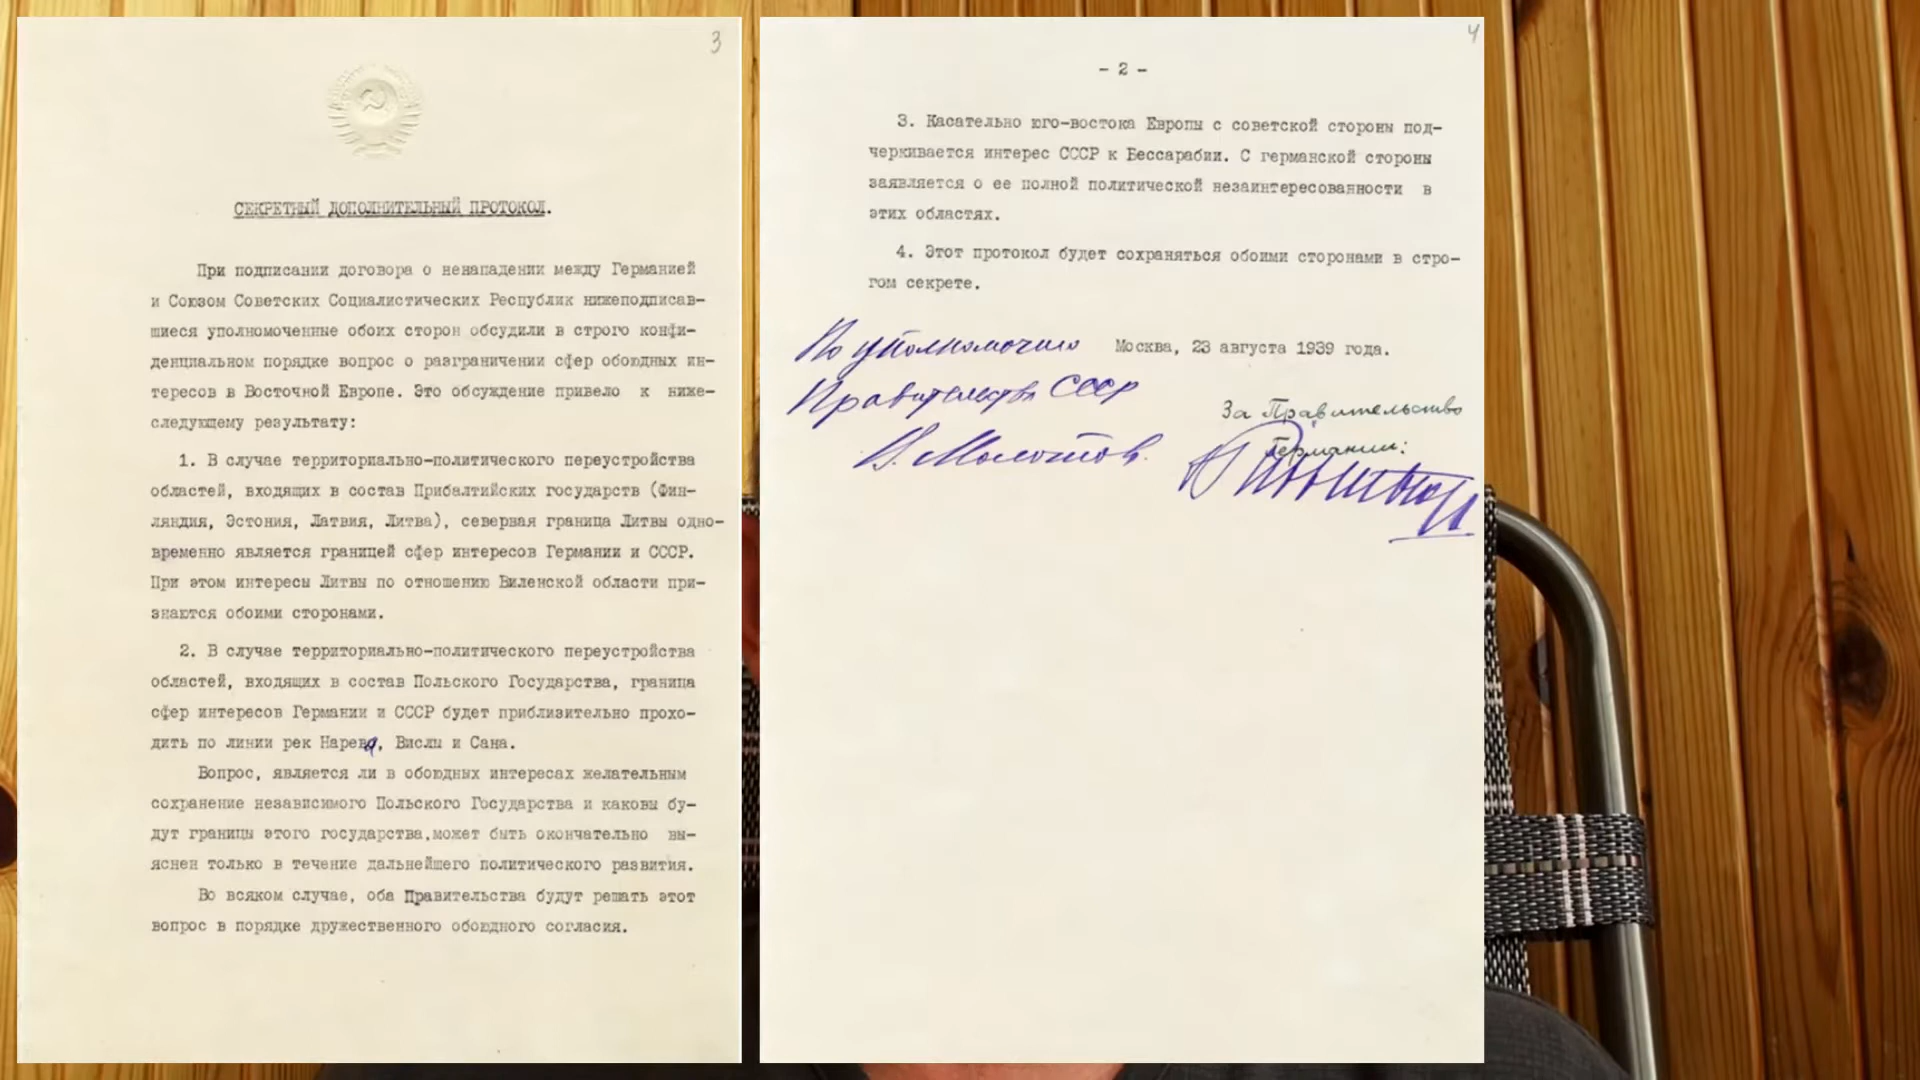 3
СЕКРЕТНЫЙ ДОПОЛНИТЕЛЬНЫЙ ПРОТОКОЛ.
При подписании договора о ненападении между Германией
и Союзом Советских Социалистических Республик нижеподписав-
шиеся уполномоченные обоих сторон обсудили в строго конфи-
денциальном порядке вопрос о разграничении сфер обоюдных ин-
тересов в Восточной Европе. Это обсуждение привело к ниже-
следующему результату:
1. В случае территориально-политического переустройства
областей, входящих в состав Прибалтийских государств (Фин-
ляндия, Эстония, Латвия, Литва), северная граница Литвы одно-
временно является границей сфер интересов Германии и СССР.
При этом интересы Литвы по отношению Виленской области при-
знаются обоими сторонами.
2. В случае территориально-политического переустройства
областей, входящих в состав Польского Государства, граница
сфер интересов Германии и СССР будет приблизительно прохо-
дить по линии рек Нарева, Вислы и Сана.
Вопрос, является ли в обоюдных интересах желательным
сохранение независимого Польского Государства и каковы бу-
дут границы этого государства,может быть окончательно вы-
яснен только в течение дальнейшего политического развития.
Во всяком случае, оба Правительства будут решать этот
вопрос в порядке дружественного обоюдного согласия.
4
- 2 -
3. Касательно юго-востока Европы с советской стороны под-
черкивается интерес СССР к Бессарабии. С германской стороны
заявляется о ее полной политической незаинтересованности в
этих областях.
4. Этот протокол будет сохраняться обоими сторонами в стро-
гом секрете.
По уполномочию
Правительства СССР
В. Молотов.
Москва, 23 августа 1939 года.
За Правительство
Германии: